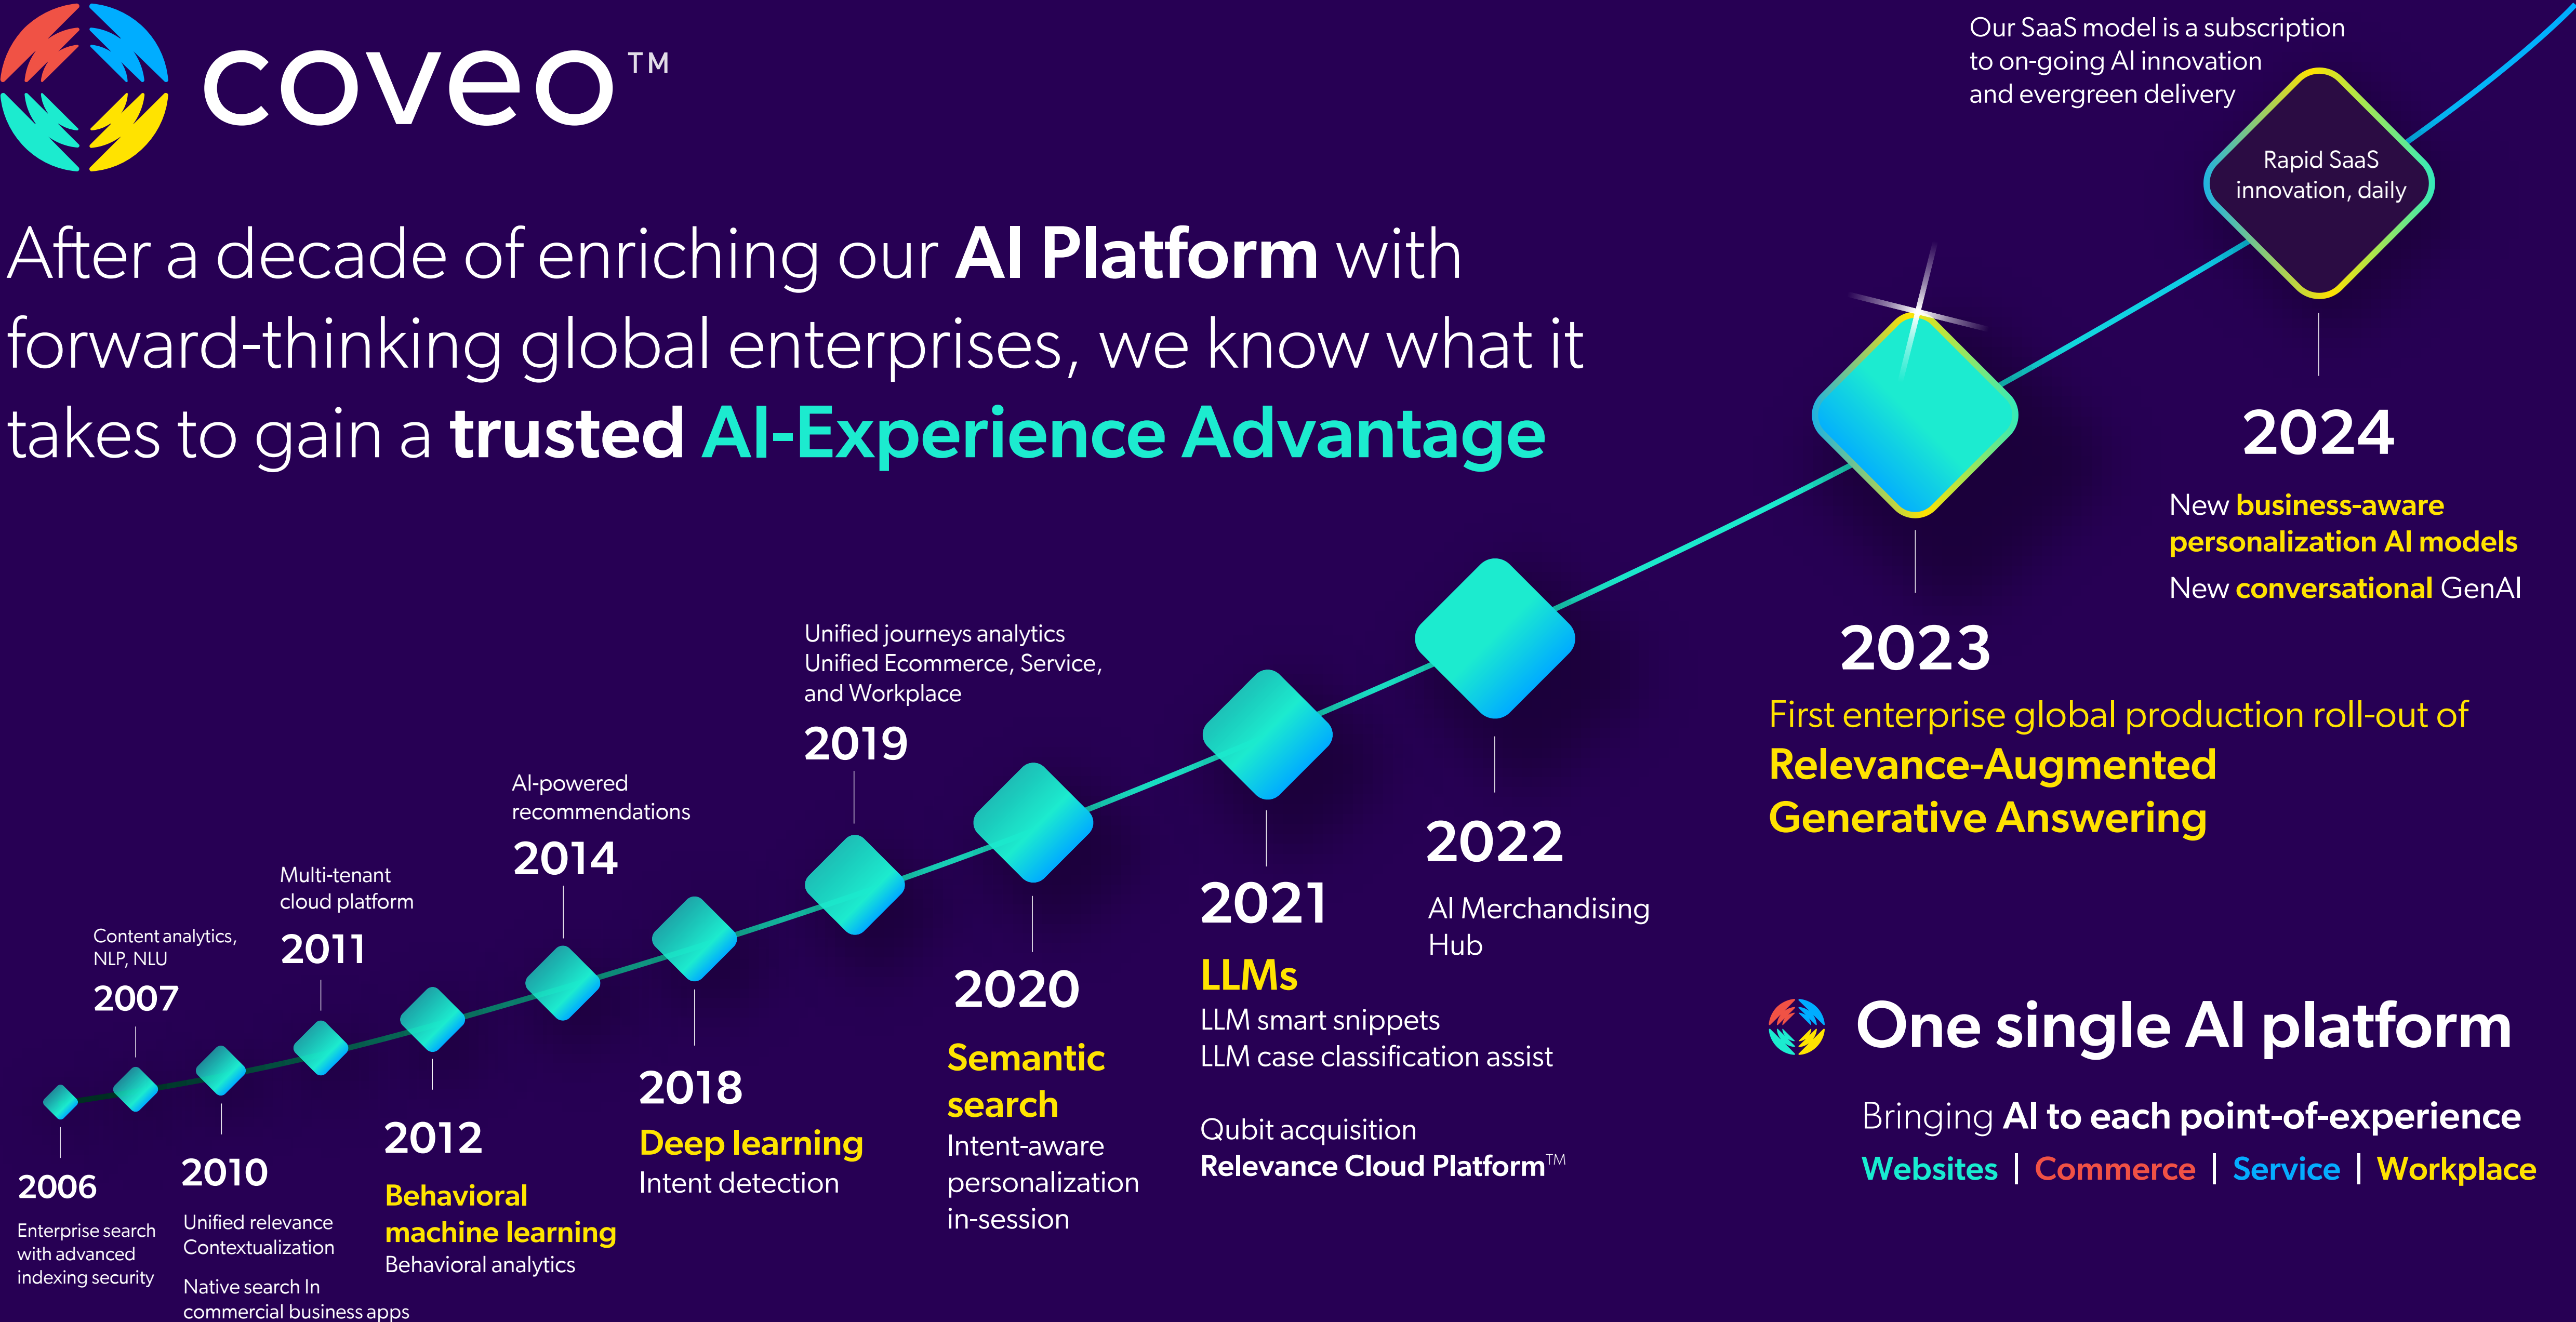 coveo™
After a decade of enriching our AI Platform with
forward-thinking global enterprises, we know what it
takes to gain a trusted AI-Experience Advantage
Our SaaS model is a subscription
to on-going AI innovation
and evergreen delivery
Rapid SaaS
innovation, daily
2006
Enterprise search
with advanced
indexing security
Content analytics,
NLP, NLU
2007
2010
Unified relevance
Contextualization
Native search In
commercial business apps
Multi-tenant
cloud platform
2011
2012
Behavioral
machine learning
Behavioral analytics
AI-powered
recommendations
2014
2018
Deep learning
Intent detection
Unified journeys analytics
Unified Ecommerce, Service,
and Workplace
2019
2020
Semantic
search
Intent-aware
personalization
in-session
2021
LLMs
LLM smart snippets
LLM case classification assist
Qubit acquisition
Relevance Cloud Platform™
2022
AI Merchandising
Hub
2023
First enterprise global production roll-out of
Relevance-Augmented
Generative Answering
2024
New business-aware
personalization AI models
New conversational GenAI
One single AI platform
Bringing AI to each point-of-experience
Websites | Commerce | Service | Workplace